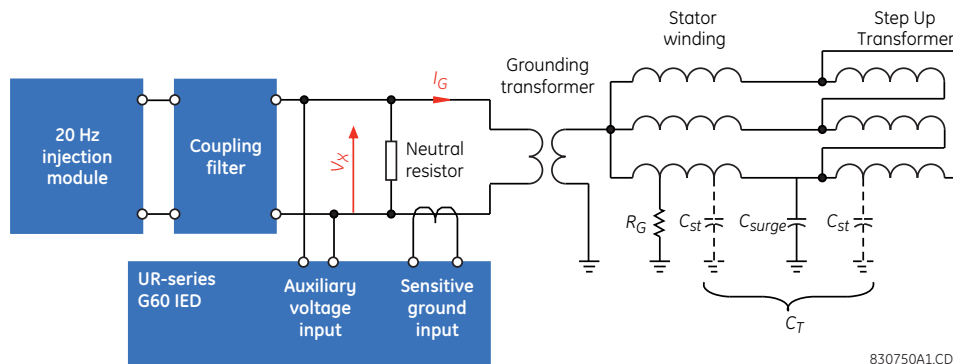 Stator
winding
Step Up
Transformer
Grounding
transformer
I_G
20 Hz
injection
module
Coupling
filter
V_X
Neutral
resistor
R_G
C_st
C_surge
C_st
UR-series
G60 IED
Auxiliary
voltage
input
Sensitive
ground
input
C_T
830750A1.CD